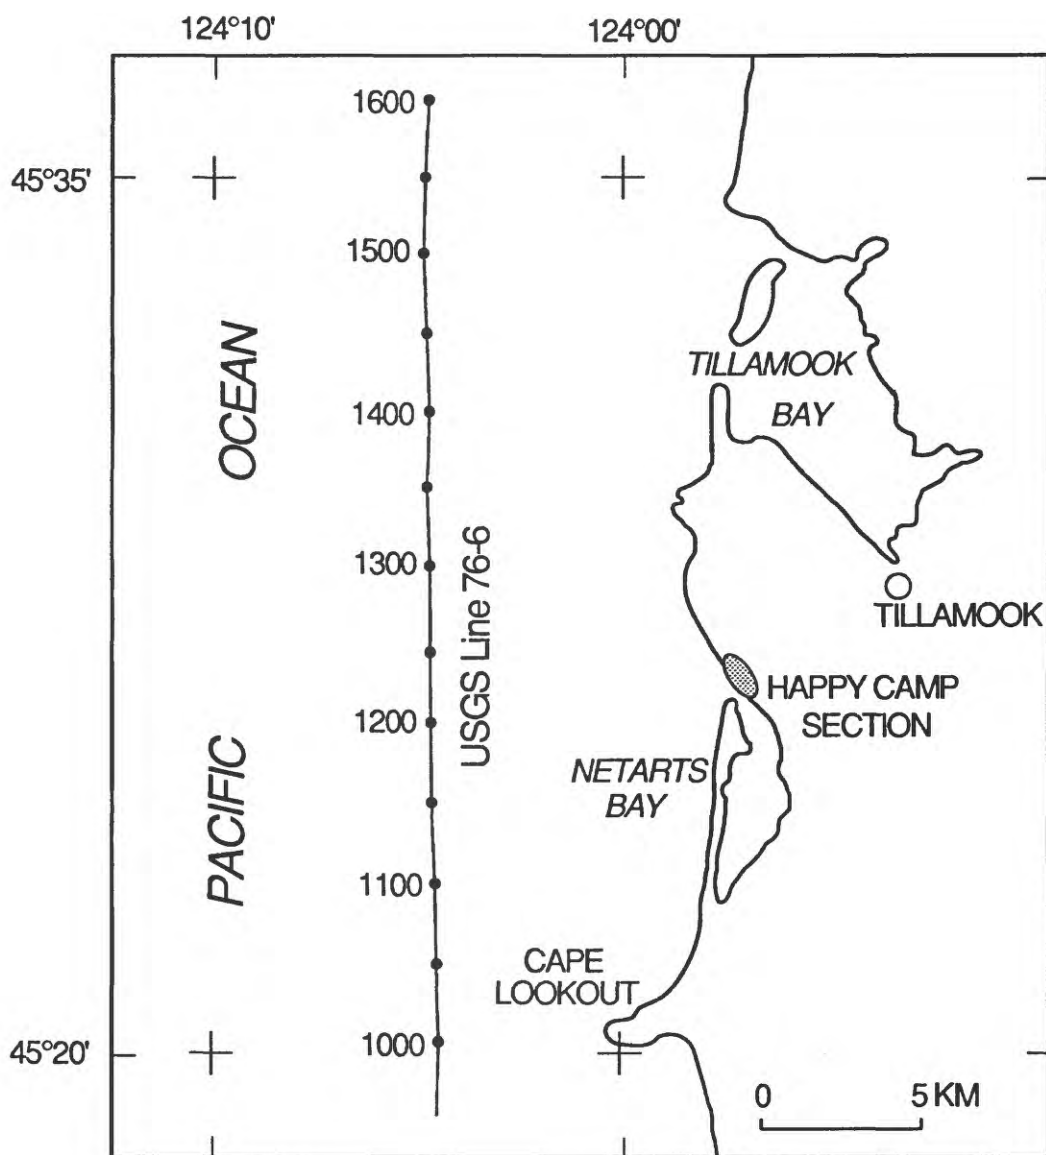 124°10'
124°00'
1600
45°35'
1500
TILLAMOOK
BAY
1400
OCEAN
1300
USGS Line 76-6
TILLAMOOK
HAPPY CAMP
SECTION
1200
NETARTS
BAY
PACIFIC
1100
CAPE
LOOKOUT
1000
45°20'
0 5 KM